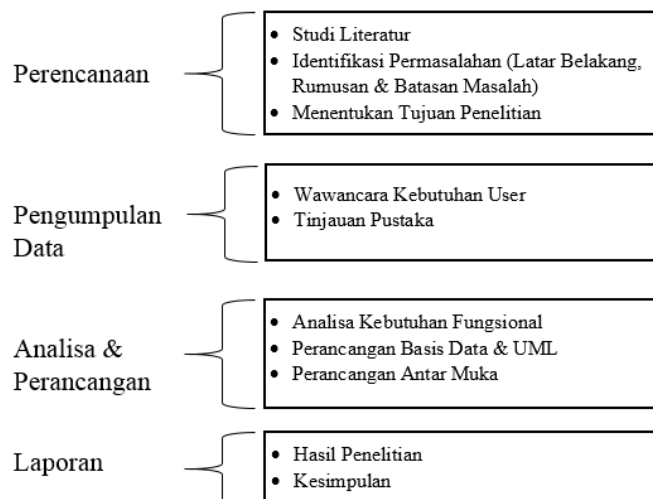 Perencanaan
• Studi Literatur
• Identifikasi Permasalahan (Latar Belakang,
Rumusan & Batasan Masalah)
• Menentukan Tujuan Penelitian
Pengumpulan
Data
• Wawancara Kebutuhan User
• Tinjauan Pustaka
Analisa &
Perancangan
• Analisa Kebutuhan Fungsional
• Perancangan Basis Data & UML
• Perancangan Antar Muka
Laporan
• Hasil Penelitian
• Kesimpulan